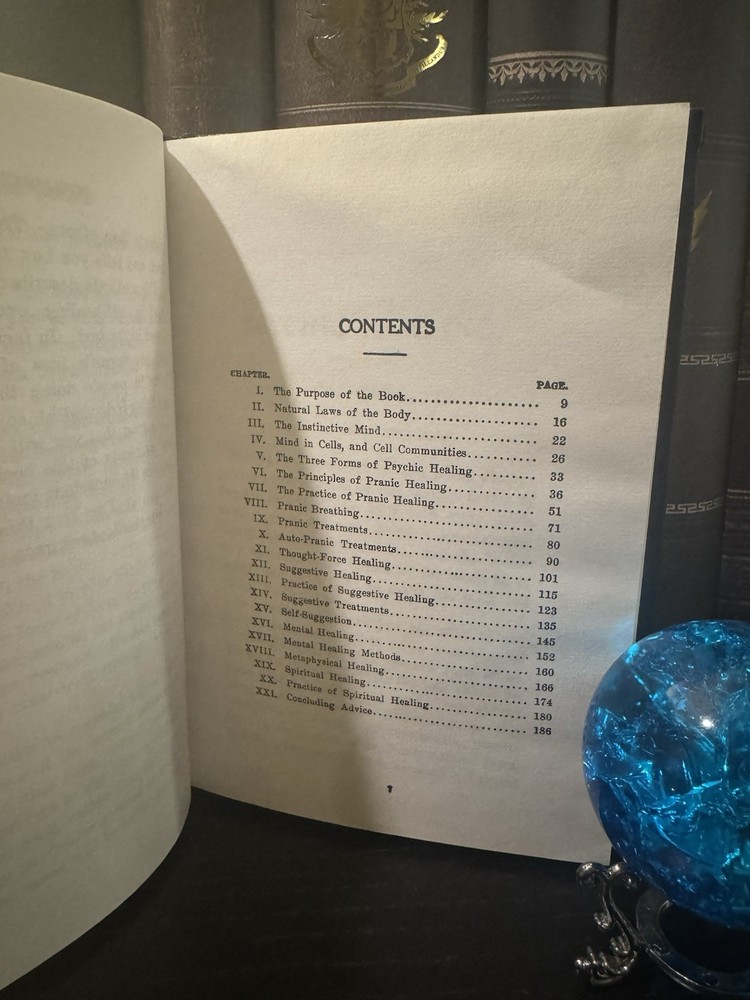 CONTENTS
CHAPTER. PAGE.
I. The Purpose of the Book........................ 9
II. Natural Laws of the Body...................... 16
III. The Instinctive Mind.......................... 22
IV. Mind in Cells, and Cell Communities............ 26
V. The Three Forms of Psychic Healing.......... 33
VI. The Principles of Pranic Healing............... 36
VII. The Practice of Pranic Healing................. 51
VIII. Pranic Breathing.............................. 71
IX. Pranic Treatments............................. 80
X. Auto-Pranic Treatments........................ 90
XI. Thought-Force Healing......................... 101
XII. Suggestive Healing............................ 115
XIII. Practice of Suggestive Healing................. 123
XIV. Suggestive Treatments......................... 135
XV. Self-Suggestion............................... 145
XVI. Mental Healing................................ 152
XVII. Mental Healing Methods........................ 160
XVIII. Metaphysical Healing.......................... 166
XIX. Spiritual Healing............................. 174
XX. Practice of Spiritual Healing.................. 180
XXI. Concluding Advice............................. 186